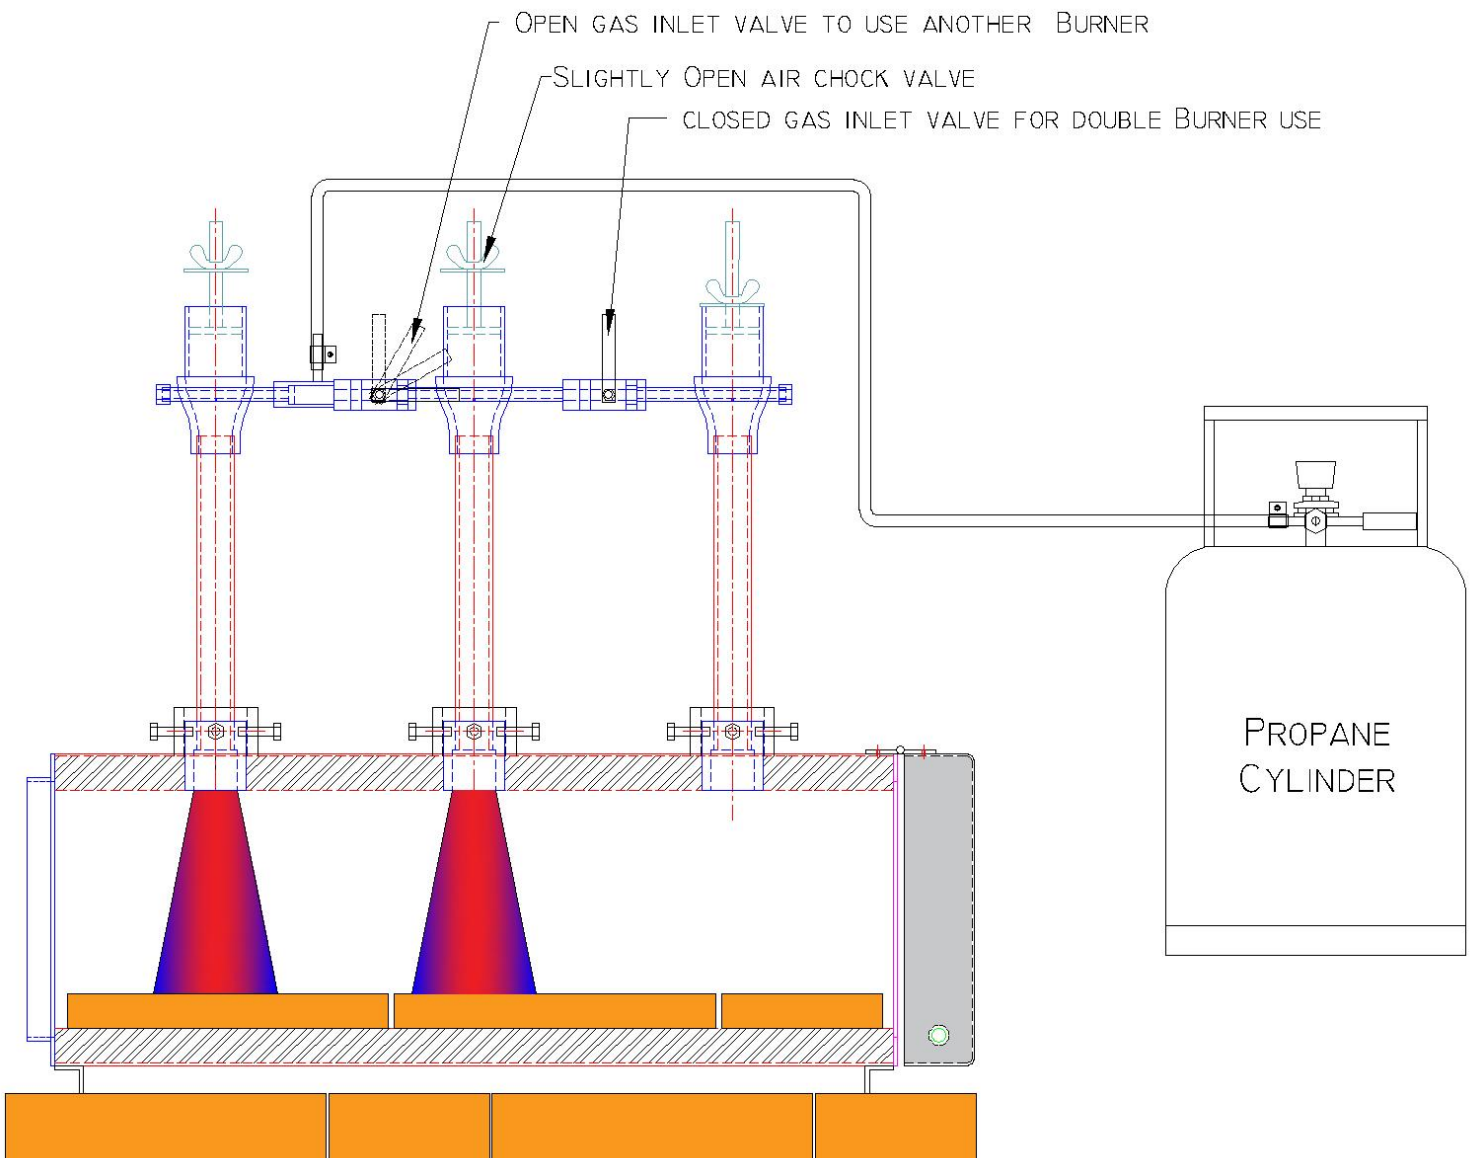 OPEN GAS INLET VALVE TO USE ANOTHER BURNER
SLIGHTLY OPEN AIR CHOCK VALVE
CLOSED GAS INLET VALVE FOR DOUBLE BURNER USE
PROPANE
CYLINDER